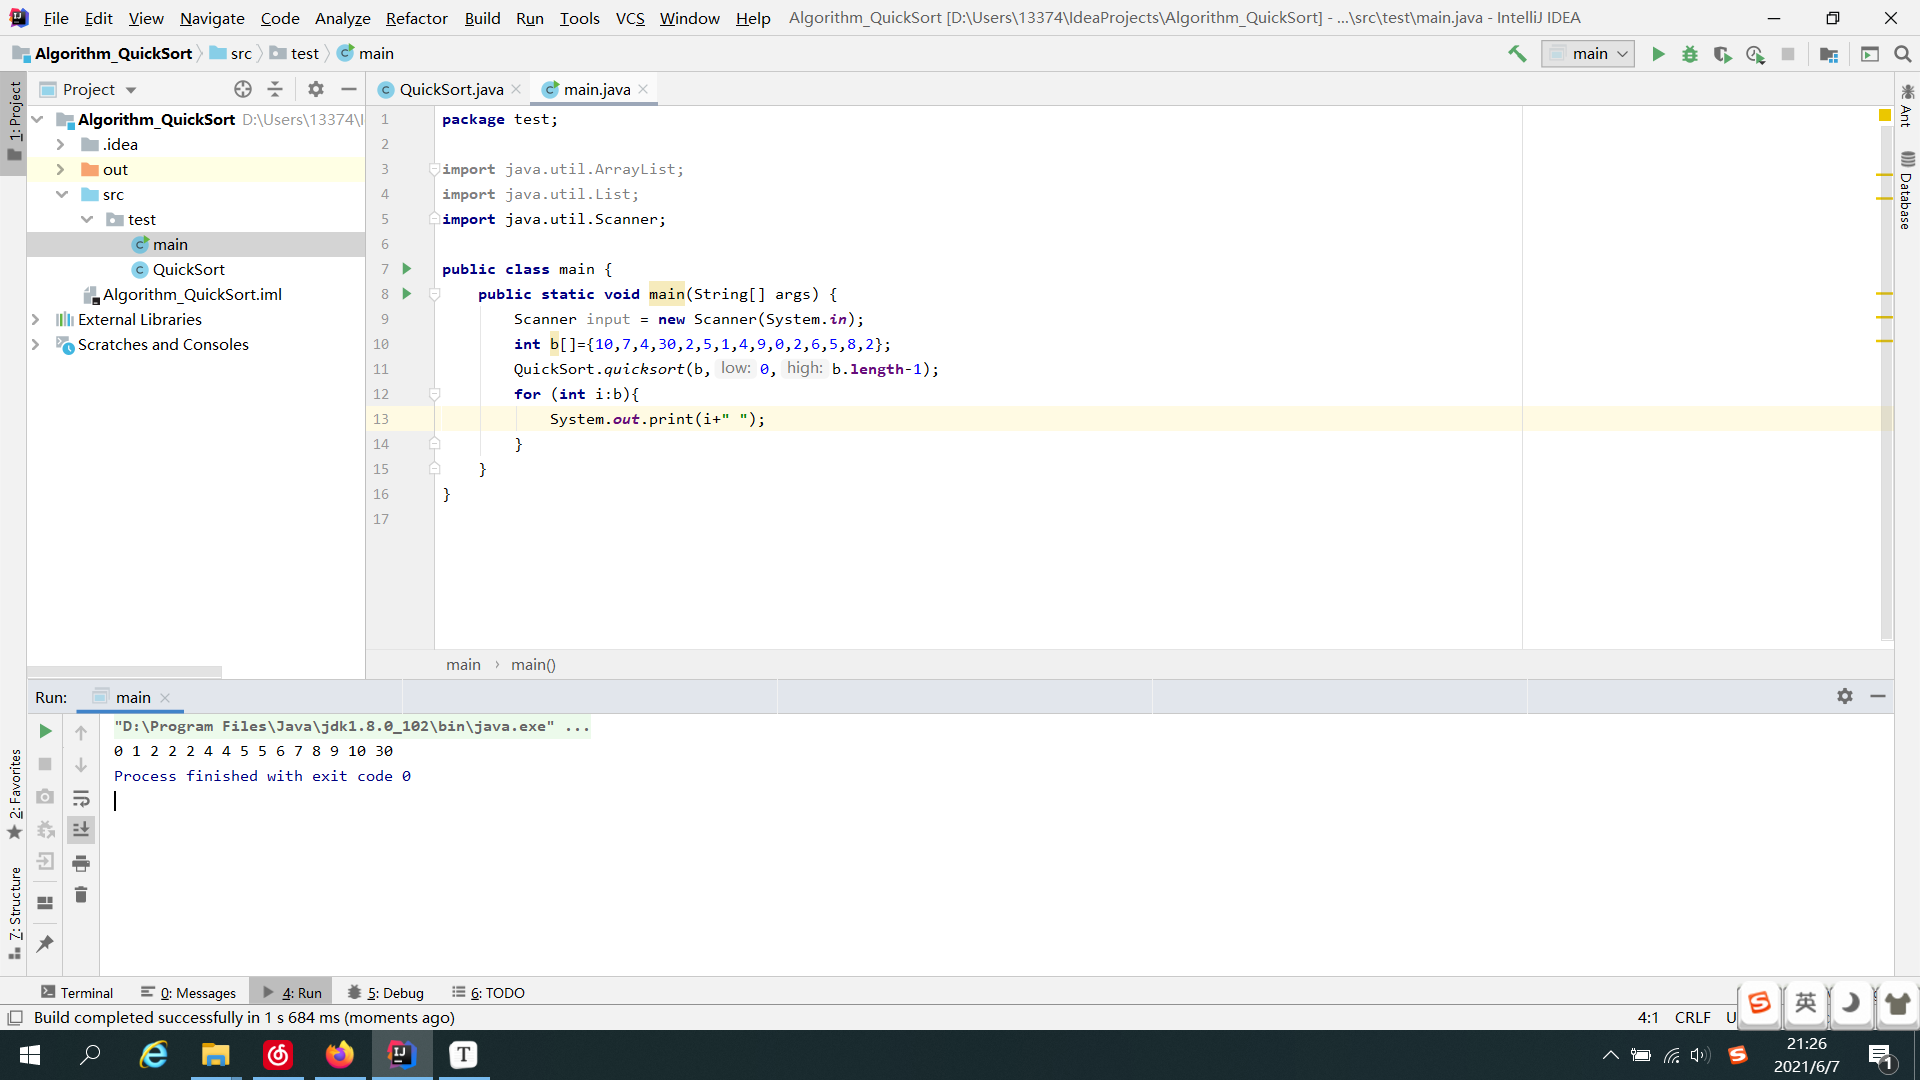 File Edit View Navigate Code Analyze Refactor Build Run Tools VCS Window Help Algorithm_QuickSort [D:\Users\13374\IdeaProjects\Algorithm_QuickSort] - ...\src\test\main.java - IntelliJ IDEA
Algorithm_QuickSort src test main
main
1: Project
Project
Algorithm_QuickSort D:\Users\13374\I
.idea
out
src
test
main
QuickSort
Algorithm_QuickSort.iml
External Libraries
Scratches and Consoles
QuickSort.java main.java
1 package test;
2
3 import java.util.ArrayList;
4 import java.util.List;
5 import java.util.Scanner;
6
7 public class main {
8 public static void main(String[] args) {
9 Scanner input = new Scanner(System.in);
10 int b[]={10,7,4,30,2,5,1,4,9,0,2,6,5,8,2};
11 QuickSort.quicksort(b, low: 0, high: b.length-1);
12 for (int i:b){
13 System.out.print(i+" ");
14 }
15 }
16 }
17
main › main()
Ant
Database
Run: main
"D:\Program Files\Java\jdk1.8.0_102\bin\java.exe" ...
0 1 2 2 2 4 4 5 5 6 7 8 9 10 30
Process finished with exit code 0
2: Favorites
7: Structure
Terminal 0: Messages 4: Run 5: Debug 6: TODO
Build completed successfully in 1 s 684 ms (moments ago) 4:1 CRLF U
英
21:26
2021/6/7
1